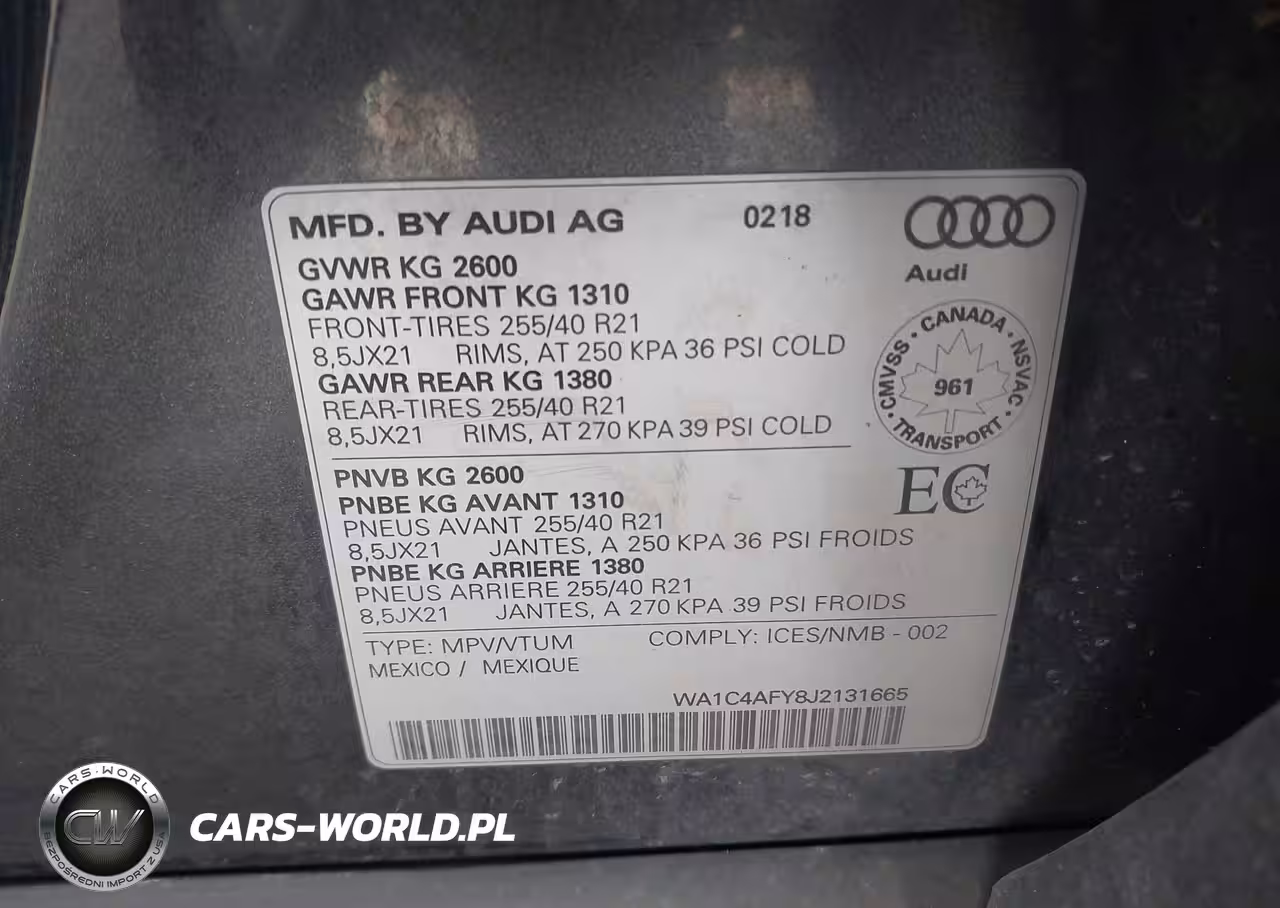 MFD. BY AUDI AG 0218
Audi
GVWR KG 2600
GAWR FRONT KG 1310
FRONT-TIRES 255/40 R21
8,5JX21 RIMS, AT 250 KPA 36 PSI COLD
GAWR REAR KG 1380
REAR-TIRES 255/40 R21
8,5JX21 RIMS, AT 270 KPA 39 PSI COLD
CMVSS · CANADA · NSVAC · TRANSPORT ·
961
PNVB KG 2600
PNBE KG AVANT 1310
PNEUS AVANT 255/40 R21
8,5JX21 JANTES, A 250 KPA 36 PSI FROIDS
PNBE KG ARRIERE 1380
PNEUS ARRIERE 255/40 R21
8,5JX21 JANTES, A 270 KPA 39 PSI FROIDS
EC
TYPE: MPV/VTUM COMPLY: ICES/NMB - 002
MEXICO / MEXIQUE
WA1C4AFY8J2131665
CARS-WORLD
CW
BEZPOŚREDNI IMPORT Z USA
CARS-WORLD.PL